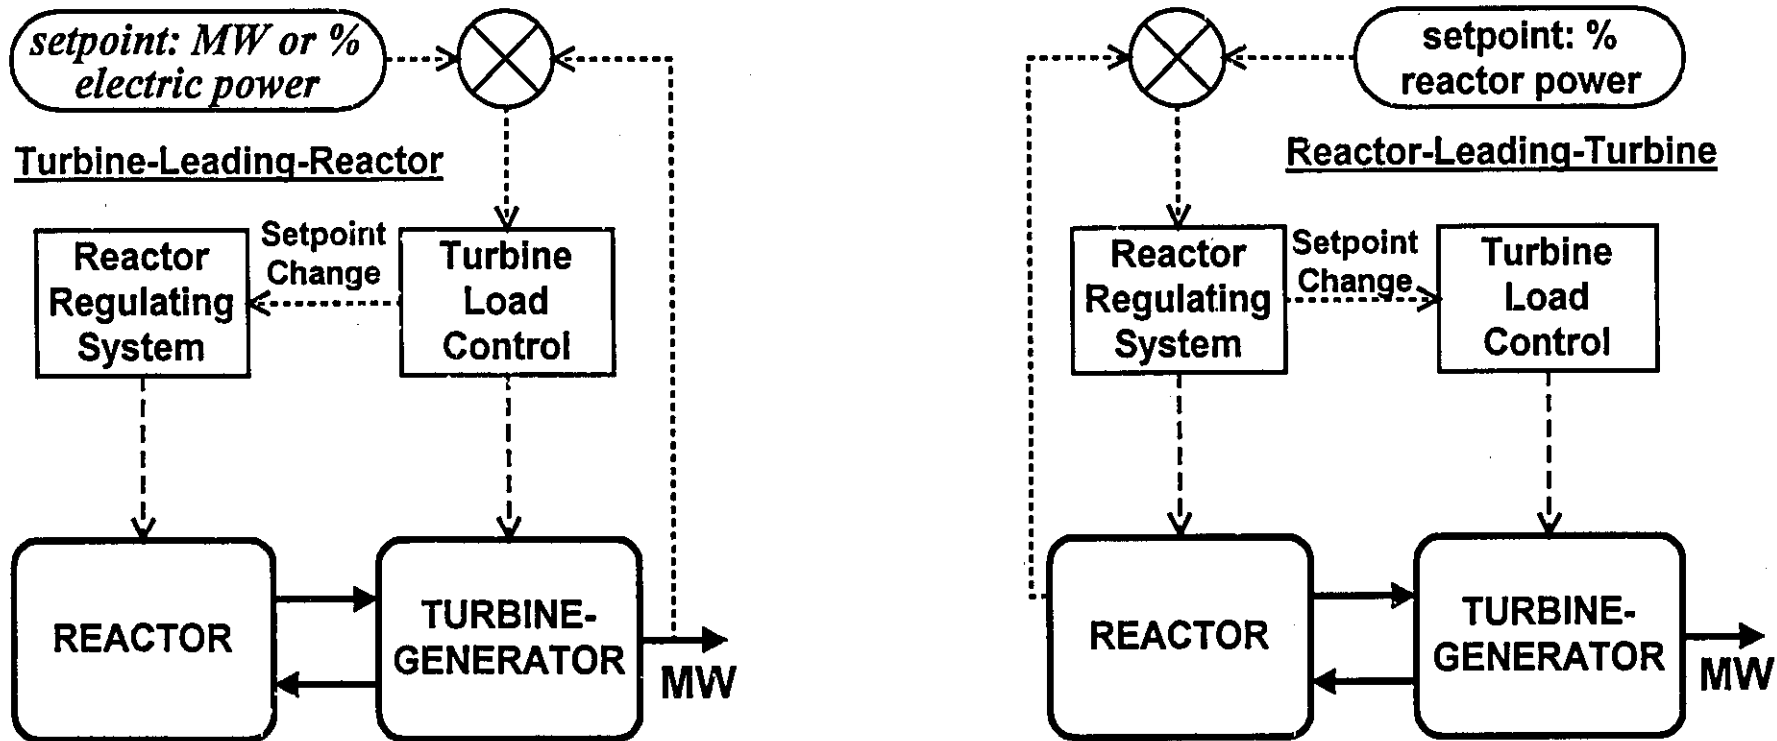 setpoint: MW or %
electric power
Turbine-Leading-Reactor
Reactor
Regulating
System
Setpoint
Change
Turbine
Load
Control
REACTOR
TURBINE-
GENERATOR
MW
setpoint: %
reactor power
Reactor-Leading-Turbine
Reactor
Regulating
System
Setpoint
Change
Turbine
Load
Control
REACTOR
TURBINE-
GENERATOR
MW